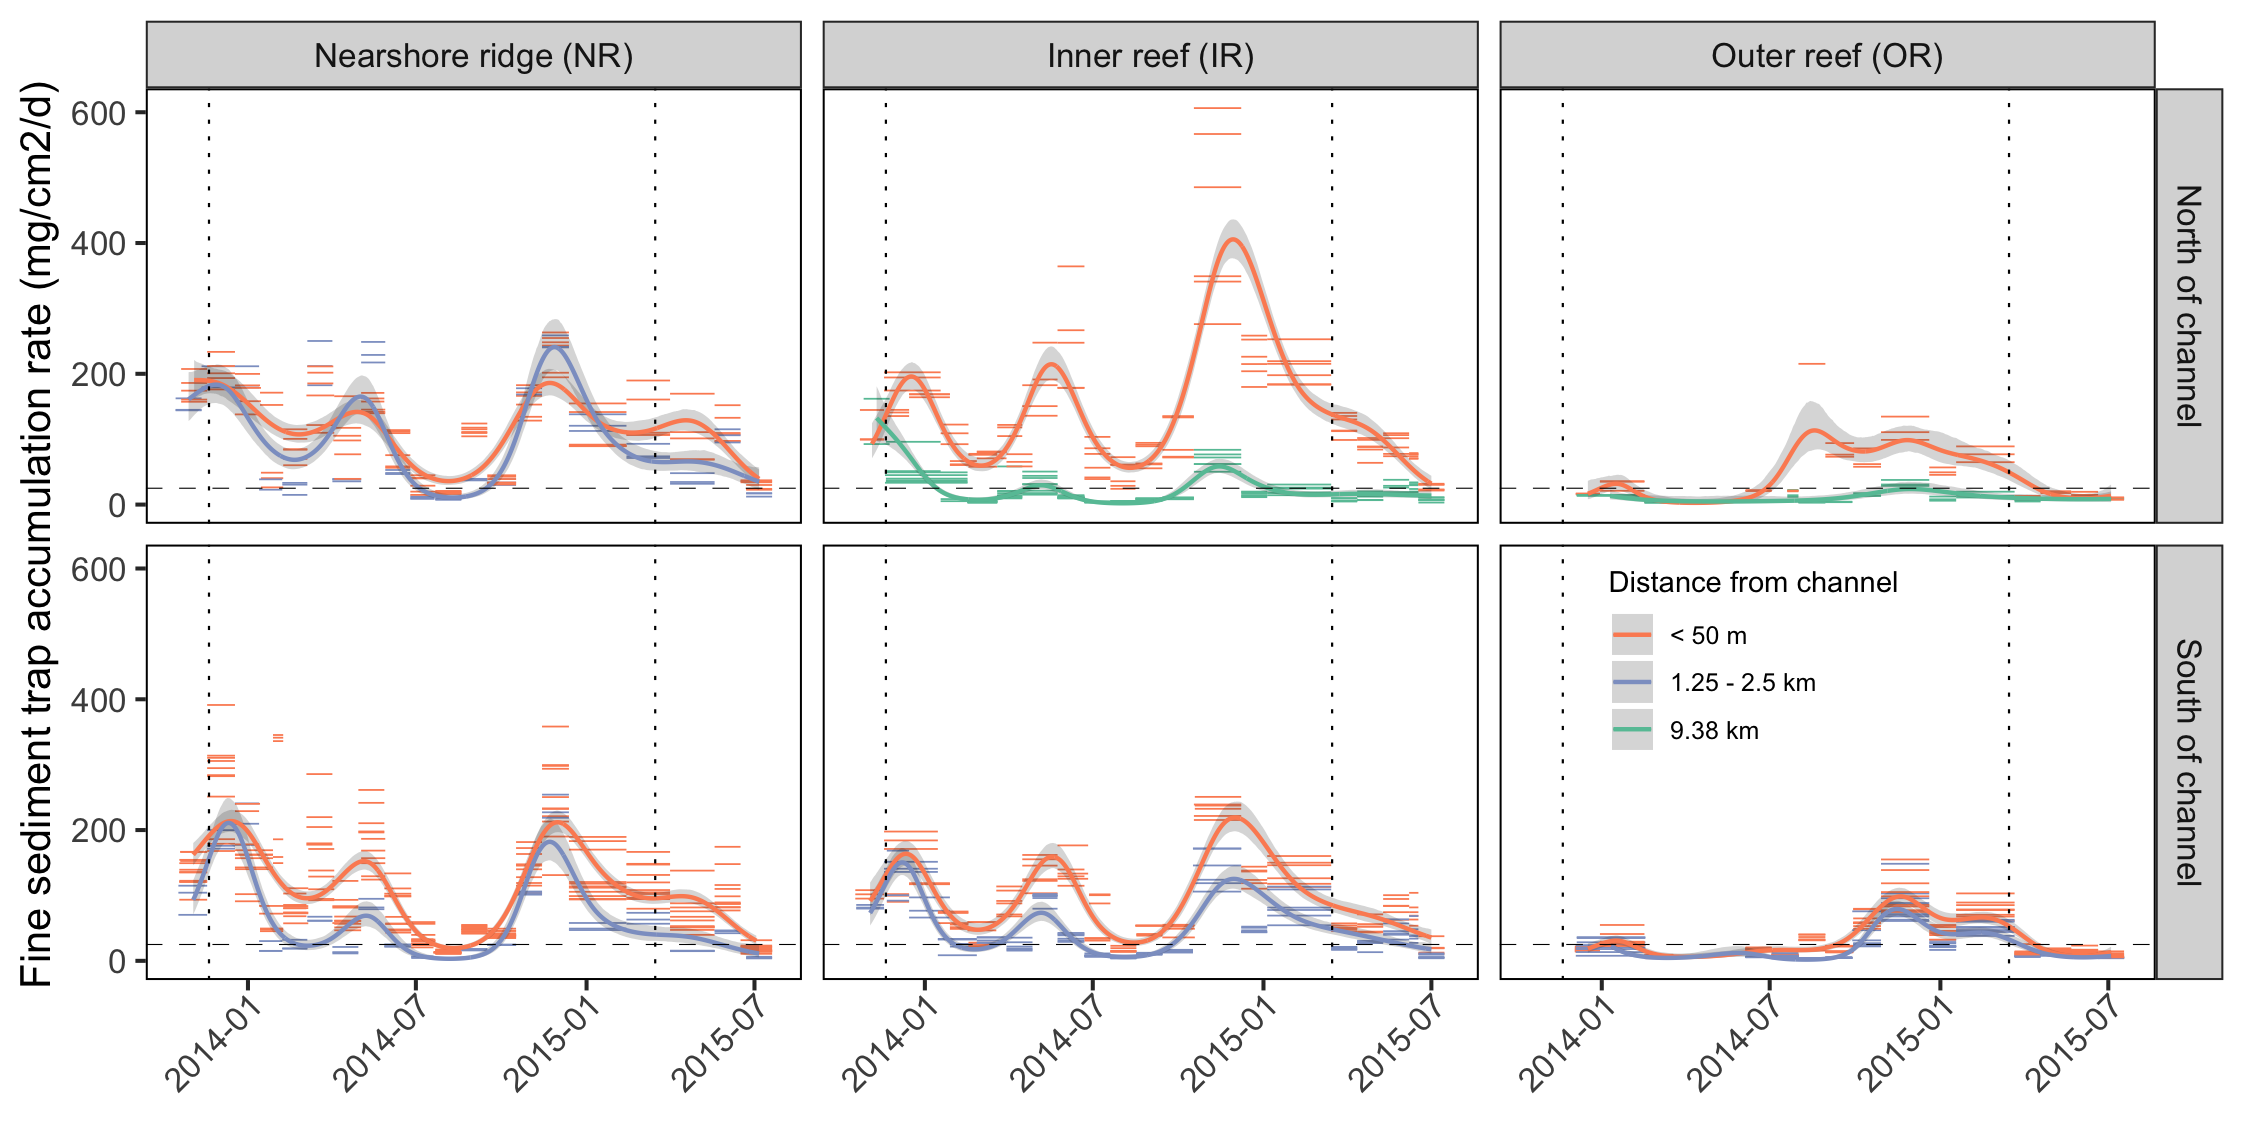 Nearshore ridge (NR)
Inner reef (IR)
Outer reef (OR)
Fine sediment trap accumulation rate (mg/cm2/d)
600
400
200
0
North of channel
600
400
200
0
South of channel
Distance from channel
< 50 m
1.25 - 2.5 km
9.38 km
2014-01
2014-07
2015-01
2015-07
2014-01
2014-07
2015-01
2015-07
2014-01
2014-07
2015-01
2015-07